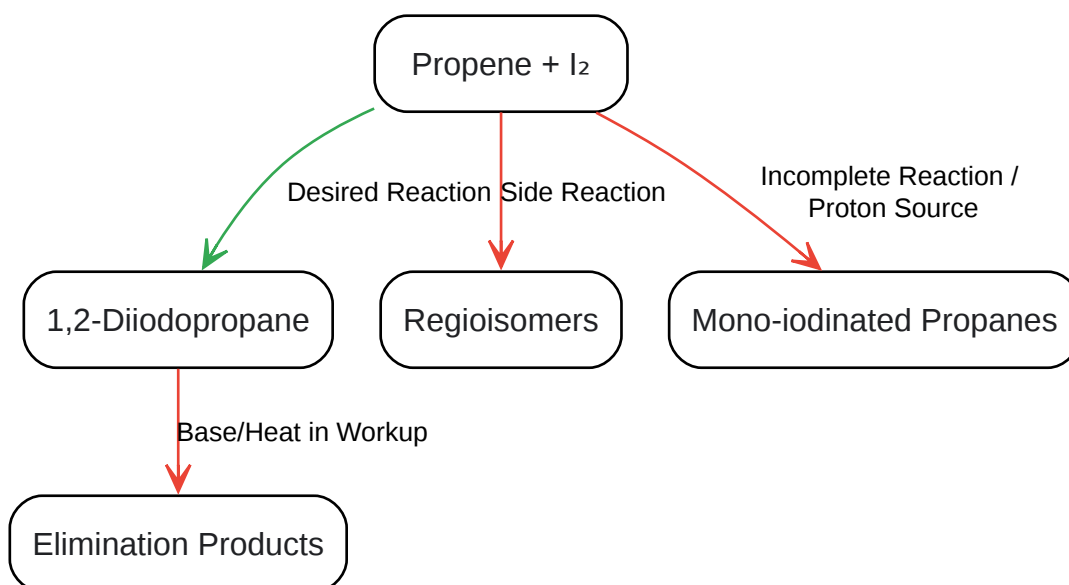 Propene + I₂
Desired Reaction
Side Reaction
Incomplete Reaction /
Proton Source
1,2-Diiodopropane
Regioisomers
Mono-iodinated Propanes
Base/Heat in Workup
Elimination Products